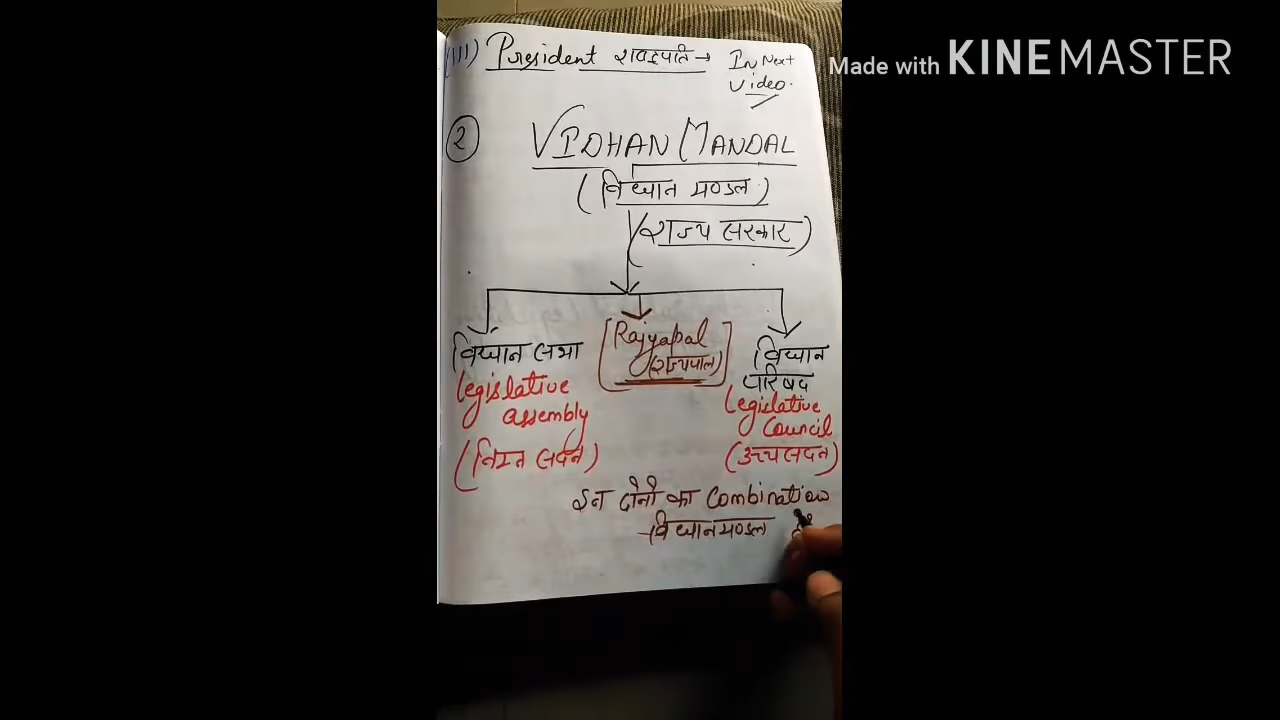 (III) President राष्ट्रपति → In Next
Video.
Made with KINEMASTER
२ VIDHAN MANDAL
(विधान मण्डल)
(राज्य सरकार)
विधान सभा
Legislative
assembly
(निम्न सदन)
Rajyapal
(राज्यपाल)
विधान
परिषद
Legislative
Council
(उच्च सदन)
इन दोनो का Combination
विधानमण्डल